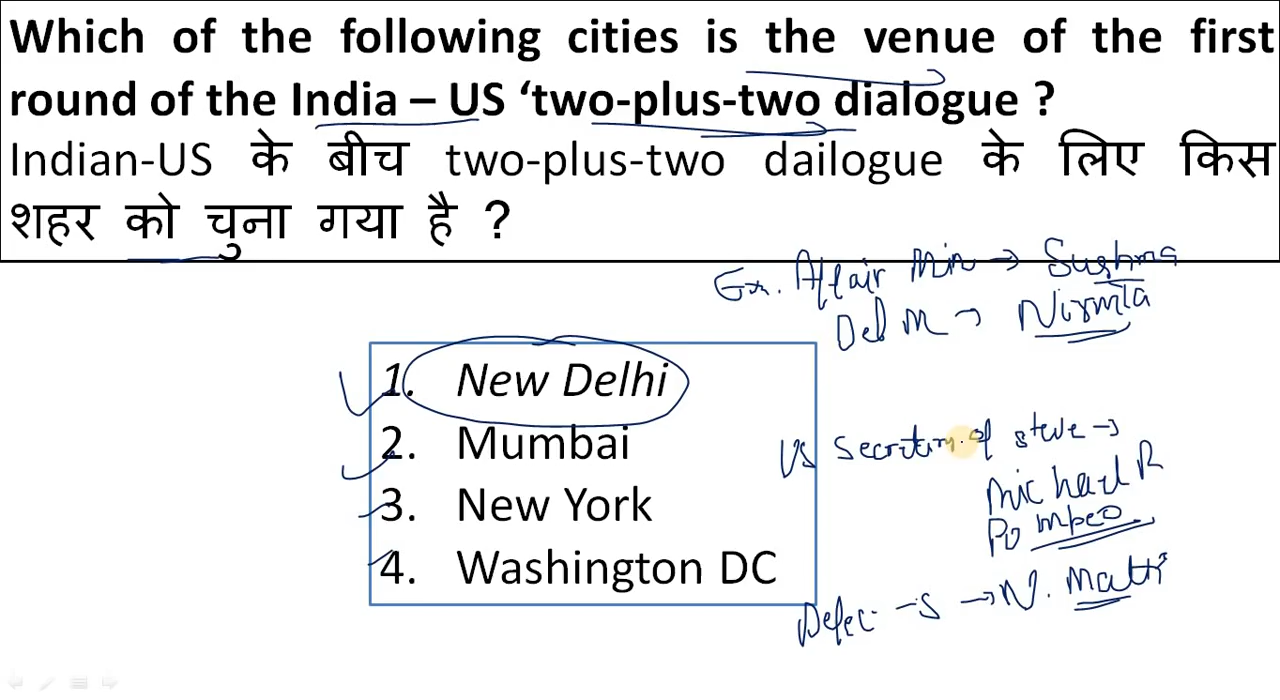 Which of the following cities is the venue of the first
round of the India – US ‘two-plus-two dialogue ?
Indian-US के बीच two-plus-two dailogue के लिए किस
शहर को चुना गया है ?
Ex. Affair Min → Sushma
Def M → Nirmla
1. New Delhi
2. Mumbai
3. New York
4. Washington DC
US Secretary of →
Michael R
Pompeo
→ N. Matti